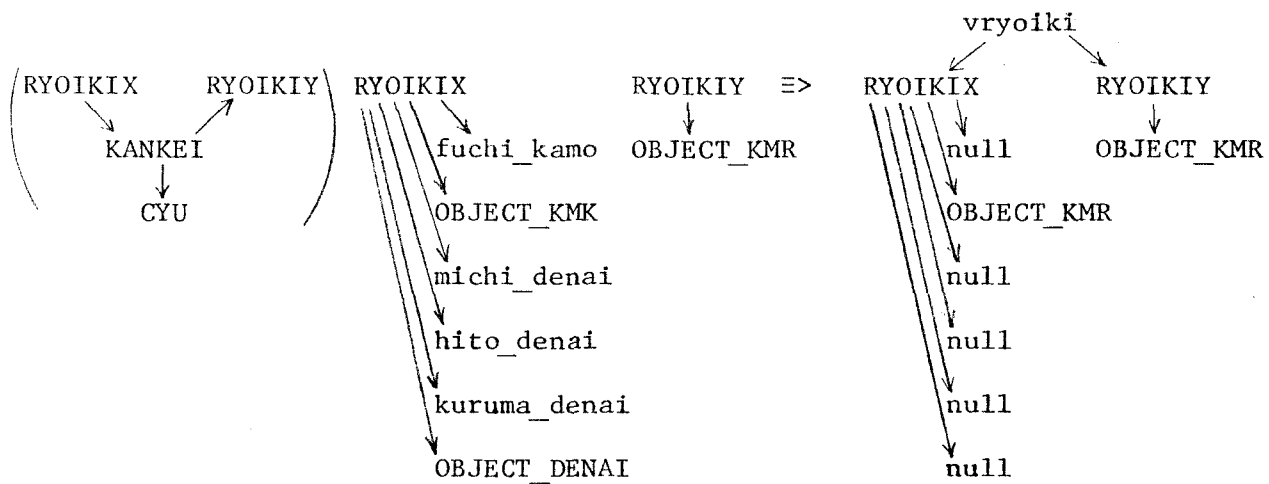 vryoiki
RYOIKIX RYOIKIY RYOIKIX RYOIKIY ≡> RYOIKIX RYOIKIY
KANKEI fuchi_kamo OBJECT_KMR null OBJECT_KMR
CYU OBJECT_KMK OBJECT_KMR
michi_denai null
hito_denai null
kuruma_denai null
OBJECT_DENAI null